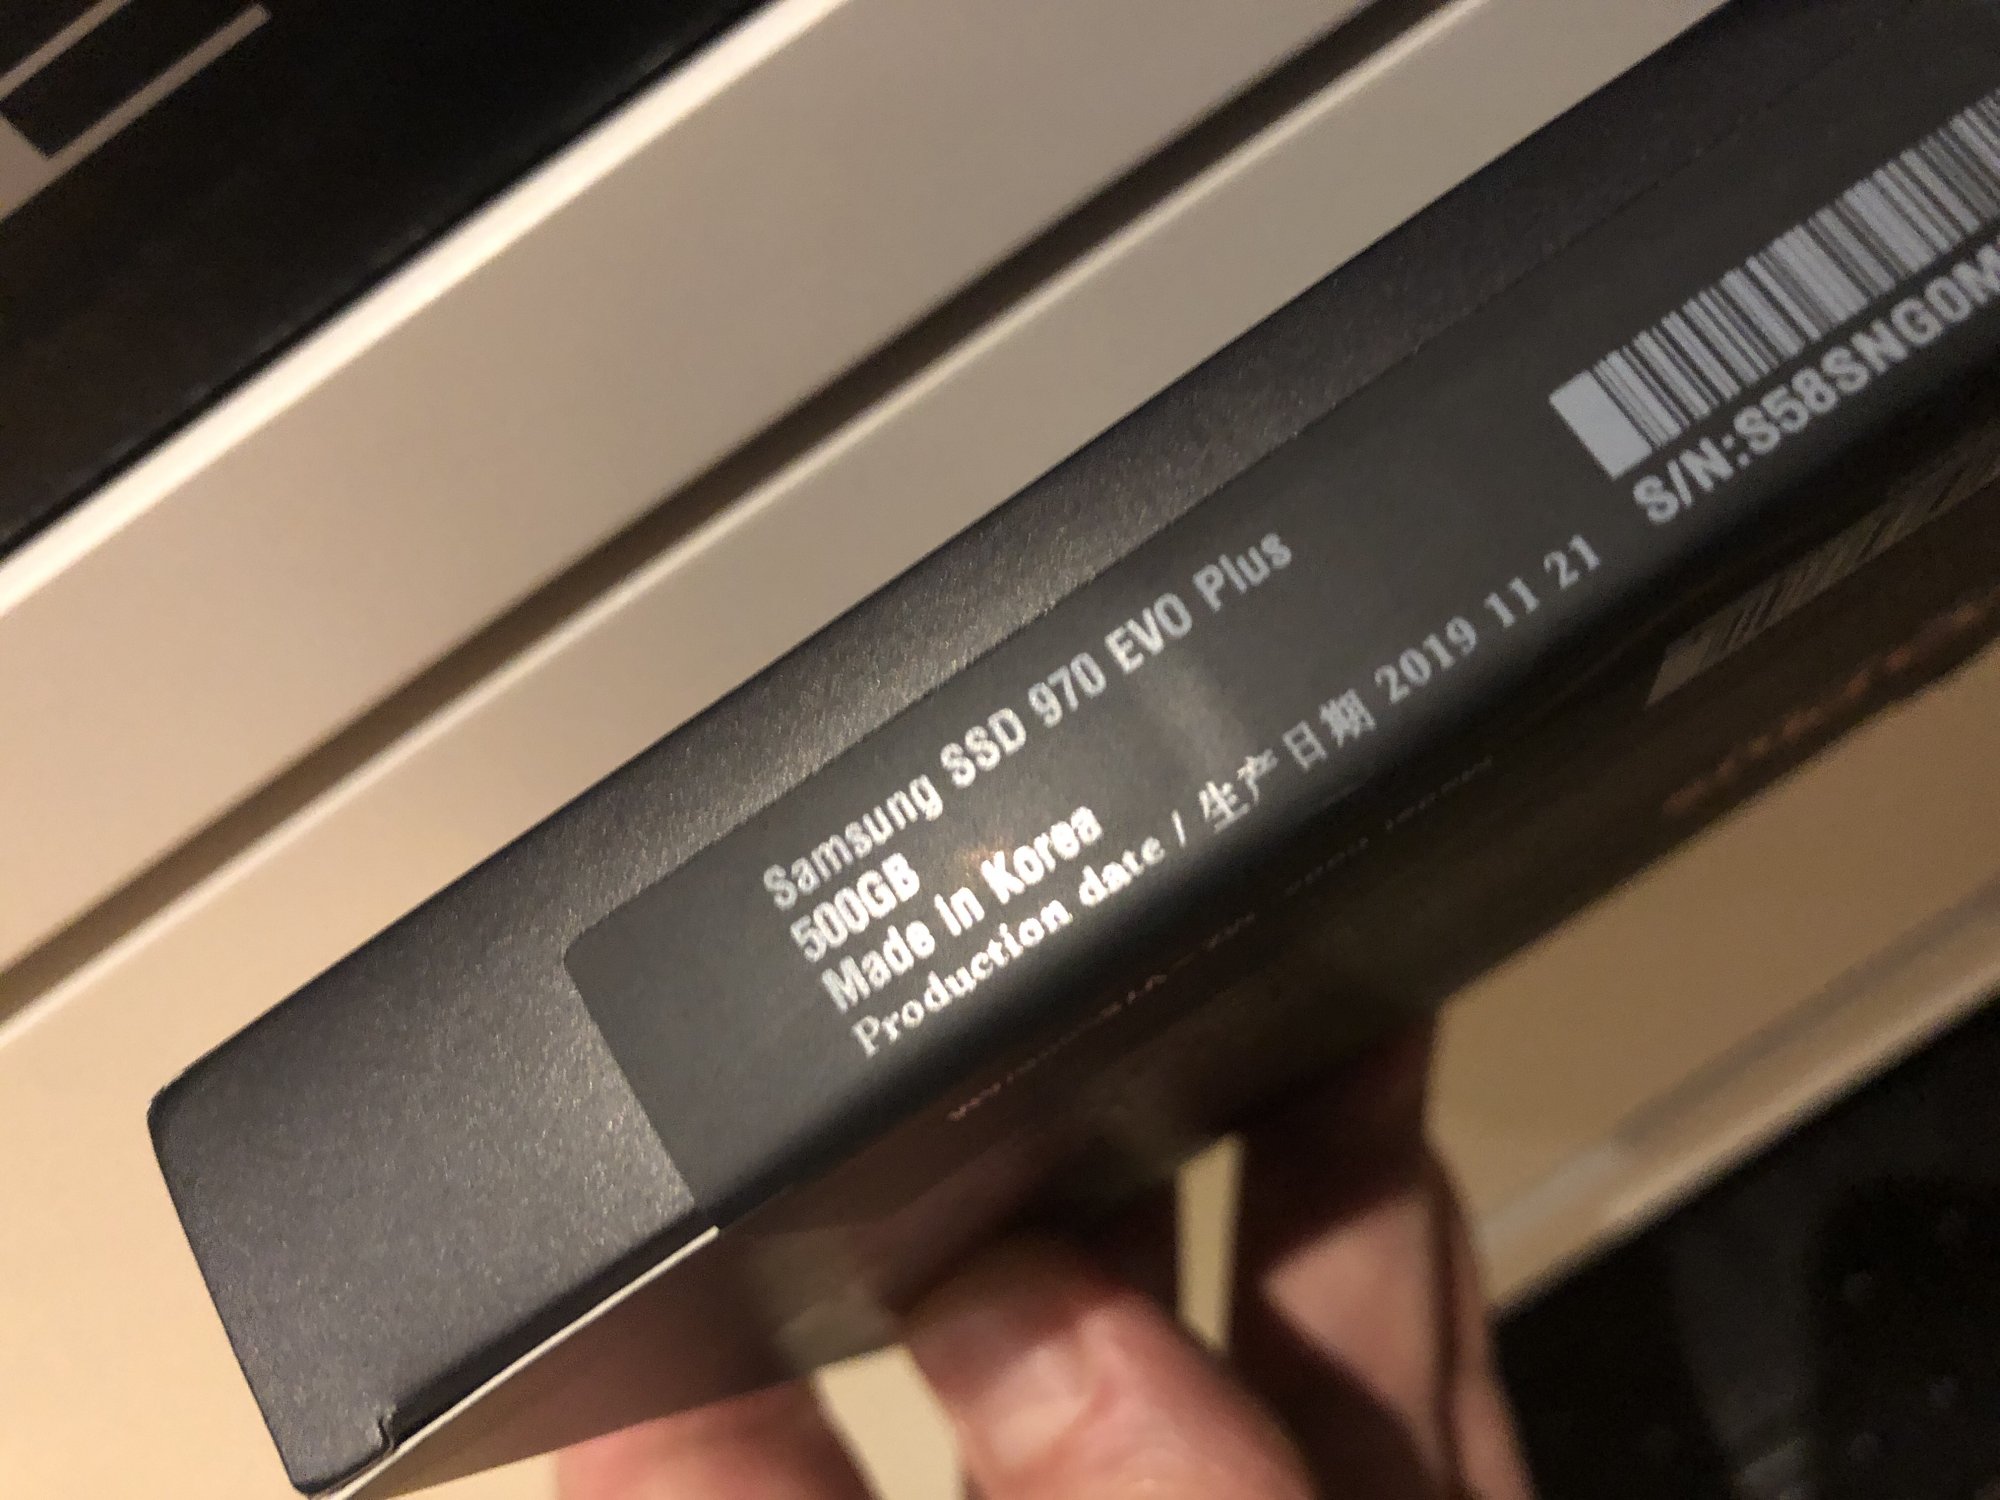 Samsung SSD 970 EVO Plus
500GB
Made in Korea
Production date / 生产日期 2019 11 21
S/N:S58SNG0M